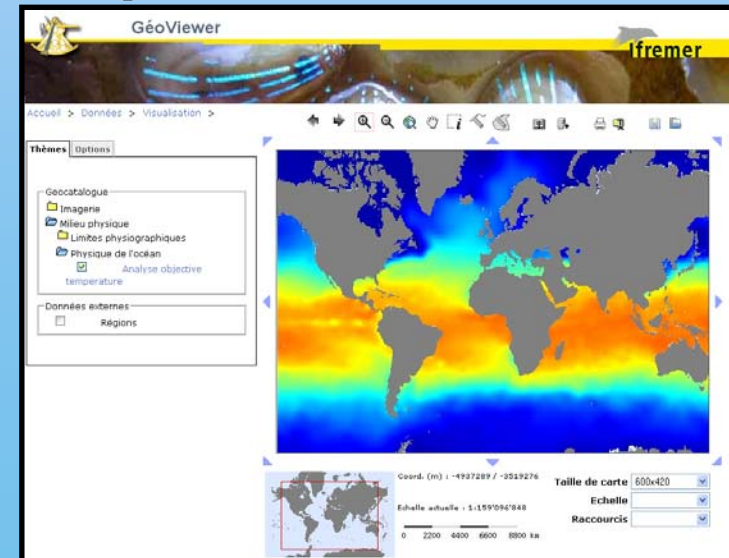 GéoViewer
Ifremer
Accueil > Données > Visualisation >
Thèmes Options
Geocatalogue
Imagerie
Milieu physique
Limites physiographiques
Physique de l'océan
Analyse objective
temperature
Données externes
Régions
Coord. (m) : -4937289 / -3519276
Echelle actuelle : 1:159'096'848
0 2200 4400 6600 8800 km
Taille de carte 600x420
Echelle
Raccourcis